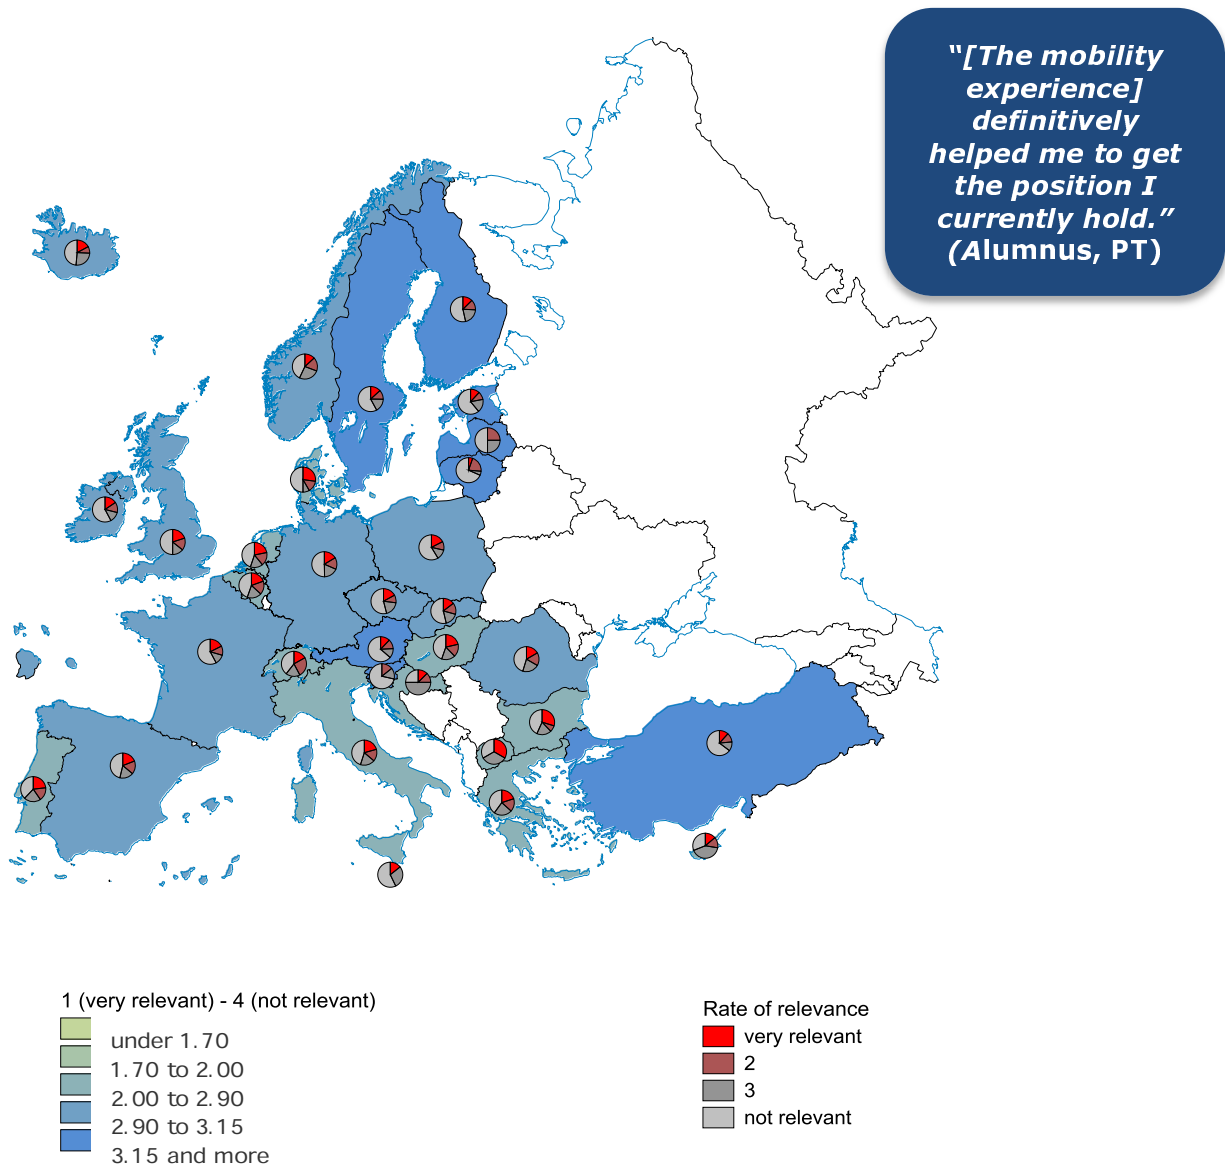 “[The mobility
experience]
definitively
helped me to get
the position I
currently hold.”
(Alumnus, PT)
1 (very relevant) - 4 (not relevant)
under 1.70
1.70 to 2.00
2.00 to 2.90
2.90 to 3.15
3.15 and more
Rate of relevance
very relevant
2
3
not relevant